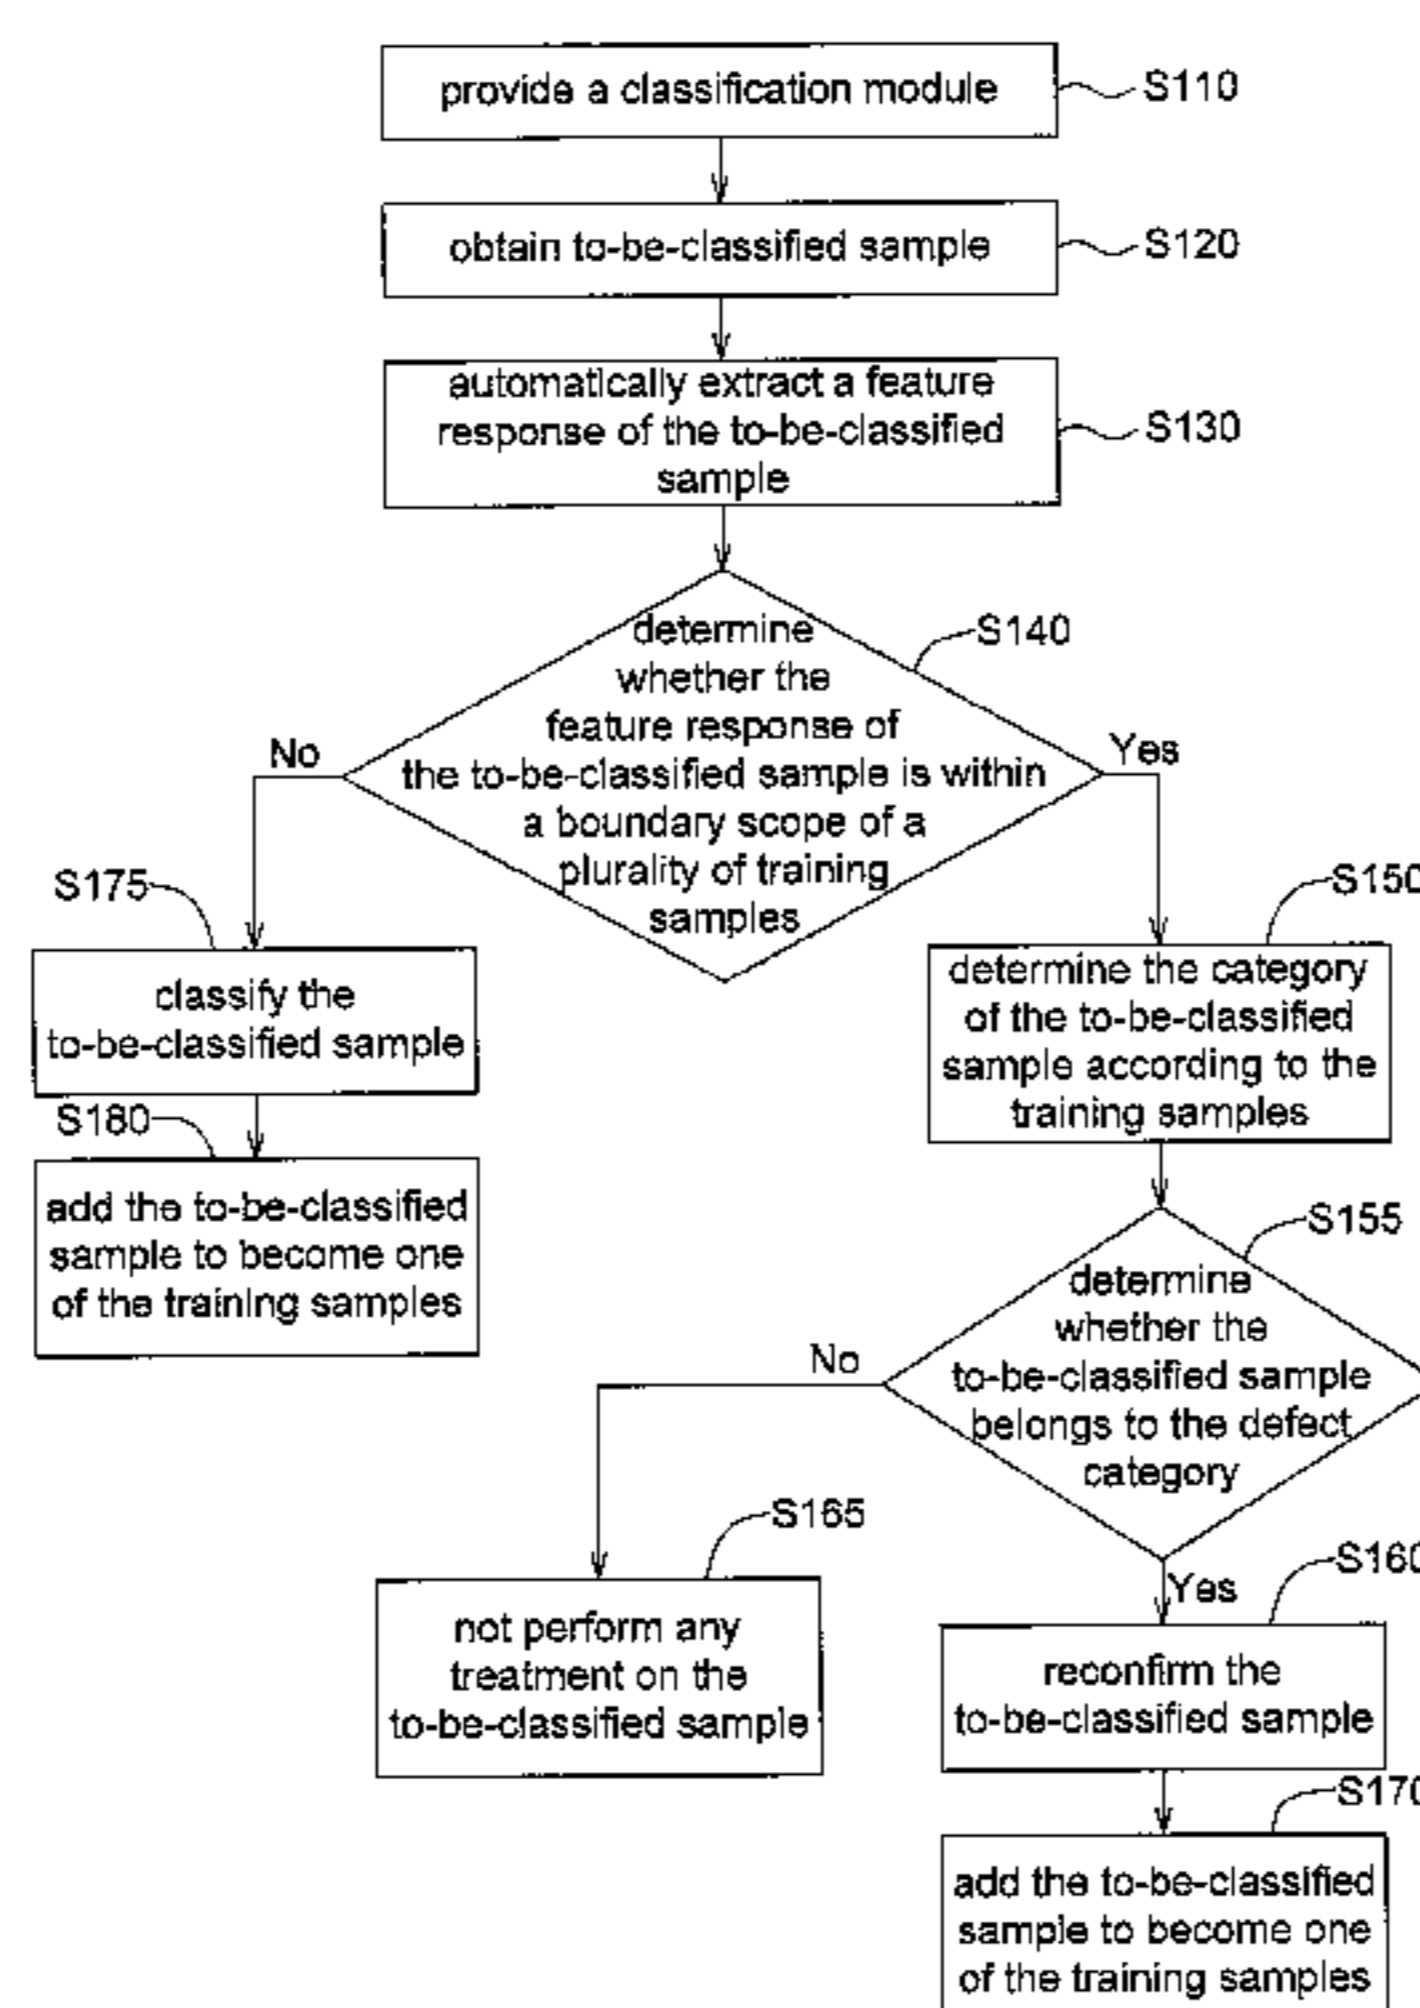 provide a classification module
S110
obtain to-be-classified sample
S120
automatically extract a feature
response of the to-be-classified
sample
S130
determine
whether the
feature response of
the to-be-classified sample is within
a boundary scope of a
plurality of training
samples
S140
No
Yes
S175
classify the
to-be-classified sample
S180
add the to-be-classified
sample to become one
of the training samples
S150
determine the category
of the to-be-classified
sample according to the
training samples
S155
determine
whether the
to-be-classified sample
belongs to the defect
category
No
S165
not perform any
treatment on the
to-be-classified sample
Yes
S160
reconfirm the
to-be-classified sample
S170
add the to-be-classified
sample to become one
of the training samples